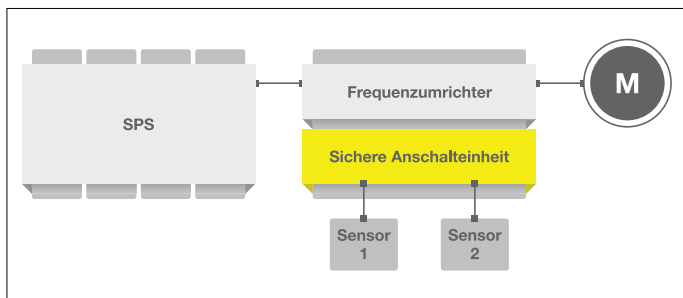 SPS
Frequenzumrichter
M
Sichere Anschalteinheit
Sensor
1
Sensor
2